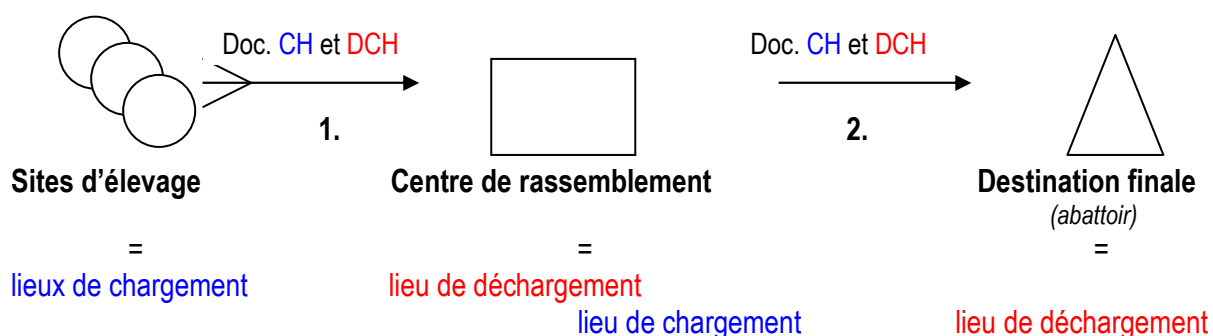 Doc. CH et DCH
Doc. CH et DCH
1.
2.
Sites d’élevage
Centre de rassemblement
Destination finale
(abattoir)
=
=
=
lieux de chargement
lieu de déchargement
lieu de chargement
lieu de déchargement